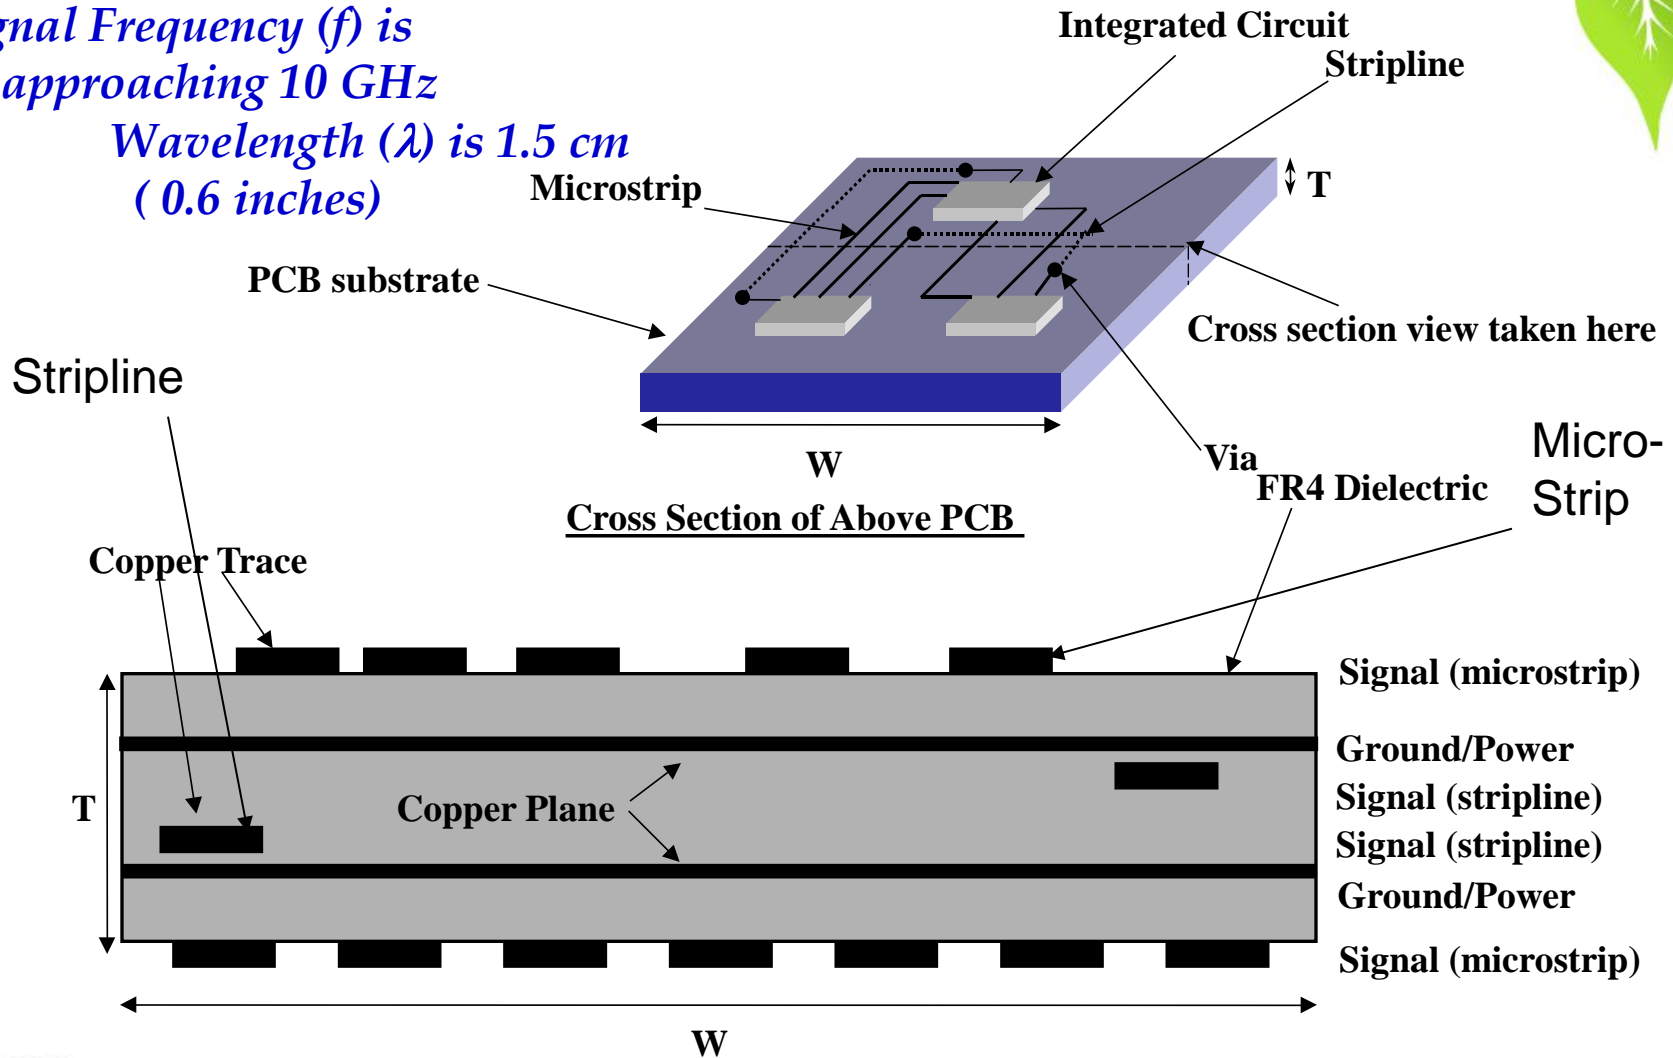 gnal Frequency (f) is
approaching 10 GHz
Wavelength (λ) is 1.5 cm
( 0.6 inches)
Integrated Circuit
Stripline
Microstrip
T
PCB substrate
Cross section view taken here
Stripline
W
Via
Micro-
Strip
FR4 Dielectric
Cross Section of Above PCB
Copper Trace
Signal (microstrip)
Ground/Power
T
Copper Plane
Signal (stripline)
Signal (stripline)
Ground/Power
Signal (microstrip)
W